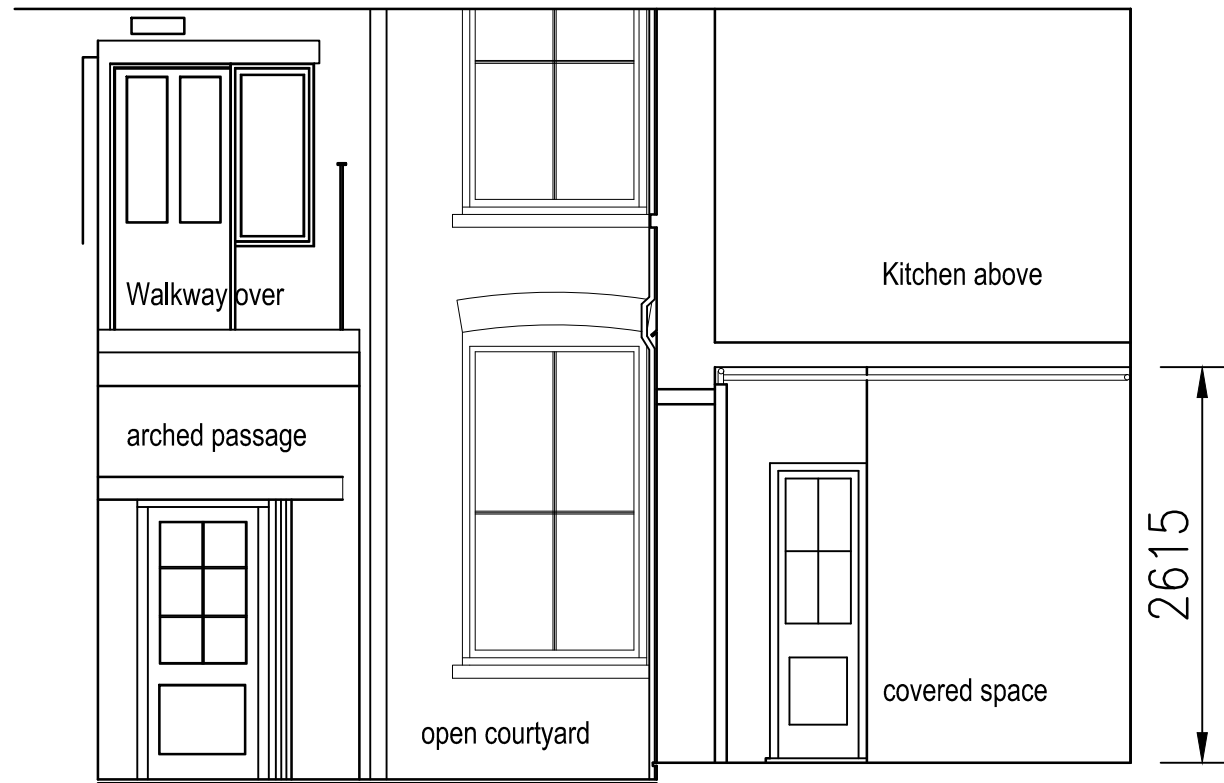 Walkway over
Kitchen above
arched passage
2615
covered space
open courtyard